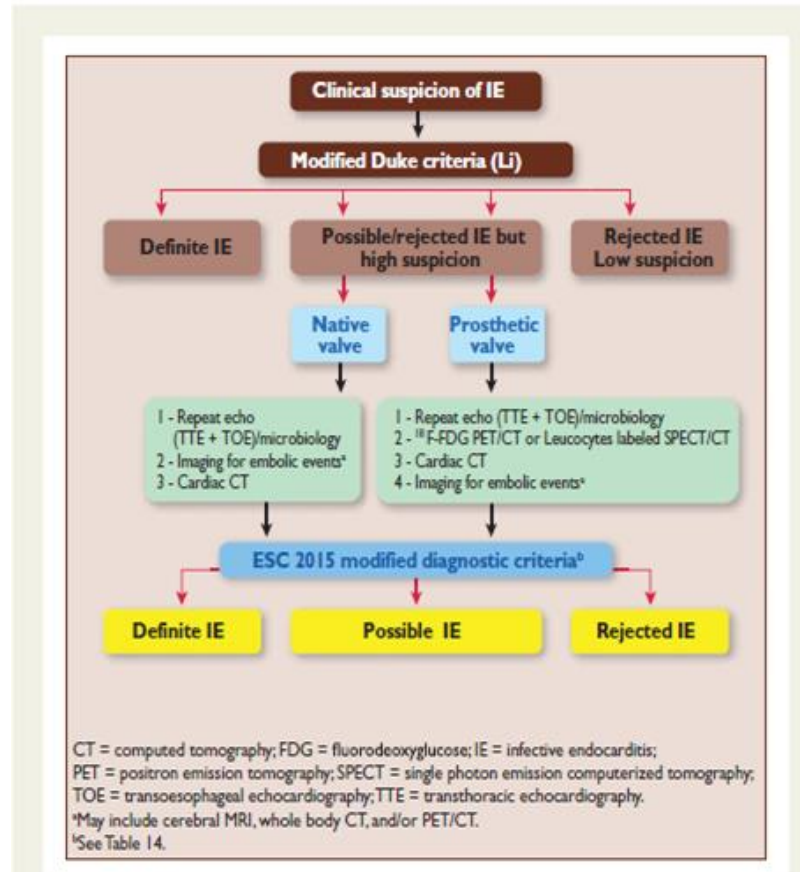 Clinical suspicion of IE
Modified Duke criteria (Li)
Definite IE
Possible/rejected IE but
high suspicion
Rejected IE
Low suspicion
Native
valve
Prosthetic
valve
1 - Repeat echo
(TTE + TOE)/microbiology
2 - Imaging for embolic eventsᵃ
3 - Cardiac CT
1 - Repeat echo (TTE + TOE)/microbiology
2 - ¹⁸F-FDG PET/CT or Leucocytes labeled SPECT/CT
3 - Cardiac CT
4 - Imaging for embolic eventsᵃ
ESC 2015 modified diagnostic criteriaᵇ
Definite IE
Possible IE
Rejected IE
CT = computed tomography; FDG = fluorodeoxyglucose; IE = infective endocarditis;
PET = positron emission tomography; SPECT = single photon emission computerized tomography;
TOE = transoesophageal echocardiography; TTE = transthoracic echocardiography.
ᵃMay include cerebral MRI, whole body CT, and/or PET/CT.
ᵇSee Table 14.